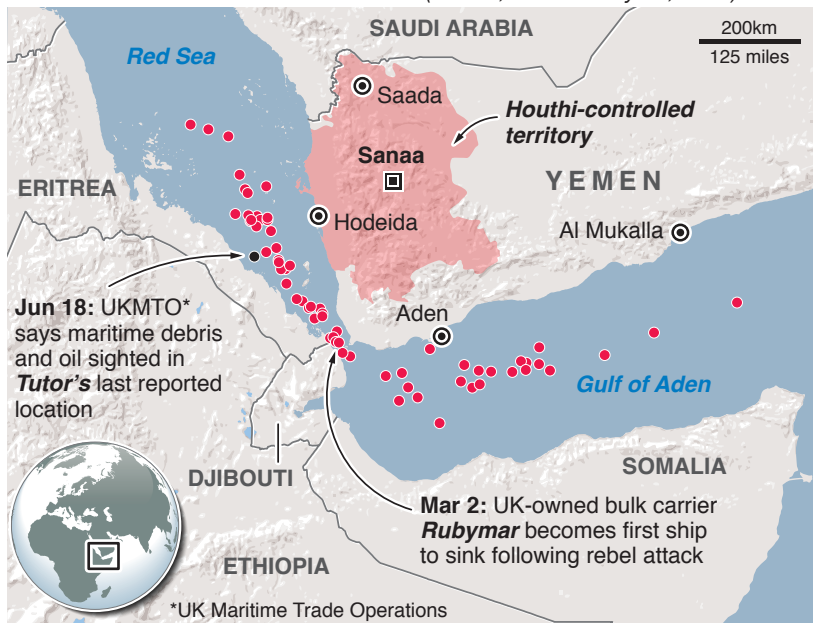 SAUDI ARABIA
200km
125 miles
Red Sea
Saada
Houthi-controlled
territory
Sanaa
YEMEN
ERITREA
Hodeida
Al Mukalla
Jun 18: UKMTO*
says maritime debris
and oil sighted in
Tutor's last reported
location
Aden
Gulf of Aden
DJIBOUTI
SOMALIA
Mar 2: UK-owned bulk carrier
Rubymar becomes first ship
to sink following rebel attack
ETHIOPIA
*UK Maritime Trade Operations